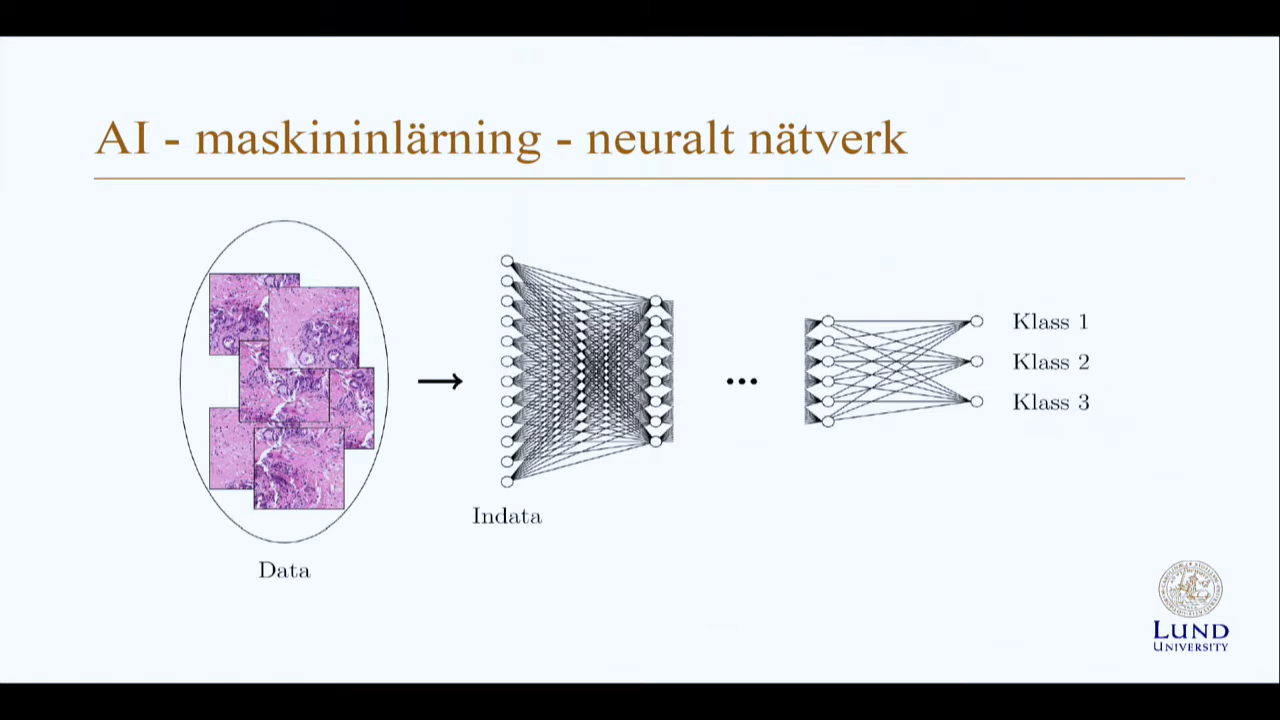 AI - maskininlärning - neuralt nätverk
Klass 1
Klass 2
Klass 3
...
Indata
Data
LUND
UNIVERSITY